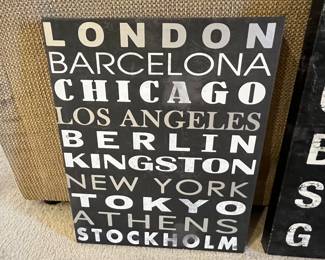 LONDON
BARCELONA
CHICAGO
LOS ANGELES
BERLIN
KINGSTON
NEW YORK
TOKYO
ATHENS
STOCKHOLM
B
S
G